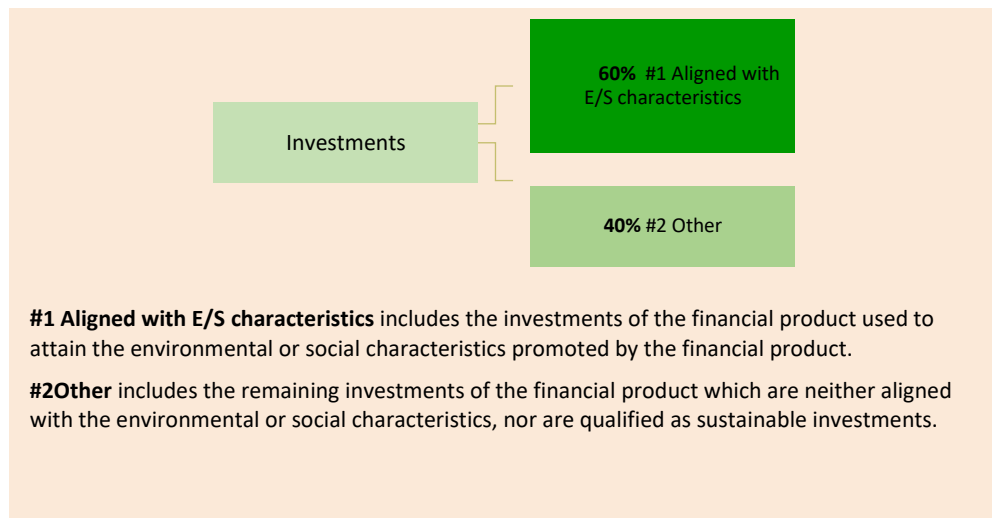 60% #1 Aligned with
E/S characteristics
Investments
40% #2 Other
#1 Aligned with E/S characteristics includes the investments of the financial product used to
attain the environmental or social characteristics promoted by the financial product.
#2Other includes the remaining investments of the financial product which are neither aligned
with the environmental or social characteristics, nor are qualified as sustainable investments.